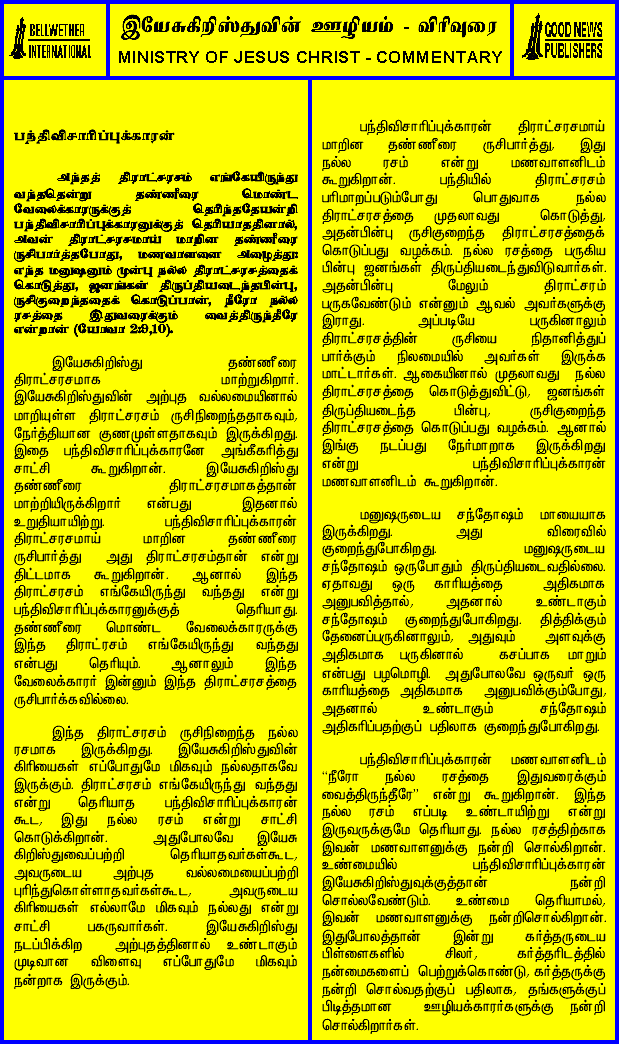 BELLWETHER
INTERNATIONAL
இயேசுகிறிஸ்துவின் ஊழியம் - விரிவுரை
MINISTRY OF JESUS CHRIST - COMMENTARY
GOOD NEWS
PUBLISHERS
பந்திவிசாரிப்புக்காரன்
அந்தத் திராட்சரசம் எங்கேயிருந்து
வந்ததென்று தண்ணீரை மொண்ட
வேலைக்காரருக்குத் தெரிந்ததேயன்றி
பந்திவிசாரிப்புக்காரனுக்குத் தெரியாததினால்,
அவன் திராட்சரசமாய் மாறின தண்ணீரை
ருசிபார்த்தபோது, மணவாளனை அழைத்து:
எந்த மனுஷனும் முன்பு நல்ல திராட்சரசத்தைக்
கொடுத்து, ஜனங்கள் திருப்தியடைந்தபின்பு,
ருசிகுறைந்ததைக் கொடுப்பான், நீரோ நல்ல
ரசத்தை இதுவரைக்கும் வைத்திருந்தீரே
என்றான் (யோவா 2:9,10).
இயேசுகிறிஸ்து தண்ணீரை
திராட்சரசமாக மாற்றுகிறார்.
இயேசுகிறிஸ்துவின் அற்புத வல்லமையினால்
மாறியுள்ள திராட்சரசம் ருசிநிறைந்ததாகவும்,
நேர்த்தியான குணமுள்ளதாகவும் இருக்கிறது.
இதை பந்திவிசாரிப்புக்காரனே அங்கீகரித்து
சாட்சி கூறுகிறான். இயேசுகிறிஸ்து
தண்ணீரை திராட்சரசமாகத்தான்
மாற்றியிருக்கிறார் என்பது இதனால்
உறுதியாயிற்று. பந்திவிசாரிப்புக்காரன்
திராட்சரசமாய் மாறின தண்ணீரை
ருசிபார்த்து அது திராட்சரசம்தான் என்று
திட்டமாக கூறுகிறான். ஆனால் இந்த
திராட்சரசம் எங்கேயிருந்து வந்தது என்று
பந்திவிசாரிப்புக்காரனுக்குத் தெரியாது.
தண்ணீரை மொண்ட வேலைக்காரருக்கு
இந்த திராட்ரசம் எங்கேயிருந்து வந்தது
என்பது தெரியும். ஆனாலும் இந்த
வேலைக்காரர் இன்னும் இந்த திராட்சரசத்தை
ருசிபார்க்கவில்லை.
இந்த திராட்சரசம் ருசிநிறைந்த நல்ல
ரசமாக இருக்கிறது. இயேசுகிறிஸ்துவின்
கிரியைகள் எப்போதுமே மிகவும் நல்லதாகவே
இருக்கும். திராட்சரசம் எங்கேயிருந்து வந்தது
என்று தெரியாத பந்திவிசாரிப்புக்காரன்
கூட, இது நல்ல ரசம் என்று சாட்சி
கொடுக்கிறான். அதுபோலவே இயேசு
கிறிஸ்துவைப்பற்றி தெரியாதவர்கள்கூட,
அவருடைய அற்புத வல்லமையைப்பற்றி
புரிந்துகொள்ளாதவர்கள்கூட, அவருடைய
கிரியைகள் எல்லாமே மிகவும் நல்லது என்று
சாட்சி பகருவார்கள். இயேசுகிறிஸ்து
நடப்பிக்கிற அற்புதத்தினால் உண்டாகும்
முடிவான விளைவு எப்போதுமே மிகவும்
நன்றாக இருக்கும்.
பந்திவிசாரிப்புக்காரன் திராட்சரசமாய்
மாறின தண்ணீரை ருசிபார்த்து, இது
நல்ல ரசம் என்று மணவாளனிடம்
கூறுகிறான். பந்தியில் திராட்சரசம்
பரிமாறப்படும்போது பொதுவாக நல்ல
திராட்சரசத்தை முதலாவது கொடுத்து,
அதன்பின்பு ருசிகுறைந்த திராட்சரசத்தைக்
கொடுப்பது வழக்கம். நல்ல ரசத்தை பருகிய
பின்பு ஜனங்கள் திருப்தியடைந்துவிடுவார்கள்.
அதன்பின்பு மேலும் திராட்சரம்
பருகவேண்டும் என்னும் ஆவல் அவர்களுக்கு
இராது. அப்படியே பருகினாலும்
திராட்சரசத்தின் ருசியை நிதானித்துப்
பார்க்கும் நிலமையில் அவர்கள் இருக்க
மாட்டார்கள். ஆகையினால் முதலாவது நல்ல
திராட்சரசத்தை கொடுத்துவிட்டு, ஜனங்கள்
திருப்தியடைந்த பின்பு, ருசிகுறைந்த
திராட்சரசத்தை கொடுப்பது வழக்கம். ஆனால்
இங்கு நடப்பது நேர்மாறாக இருக்கிறது
என்று பந்திவிசாரிப்புக்காரன்
மணவாளனிடம் கூறுகிறான்.
மனுஷருடைய சந்தோஷம் மாயையாக
இருக்கிறது. அது விரைவில்
குறைந்துபோகிறது. மனுஷருடைய
சந்தோஷம் ஒருபோதும் திருப்தியடைவதில்லை.
ஏதாவது ஒரு காரியத்தை அதிகமாக
அனுபவித்தால், அதனால் உண்டாகும்
சந்தோஷம் குறைந்துபோகிறது. தித்திக்கும்
தேனைப்பருகினாலும், அதுவும் அளவுக்கு
அதிகமாக பருகினால் கசப்பாக மாறும்
என்பது பழமொழி. அதுபோலவே ஒருவர் ஒரு
காரியத்தை அதிகமாக அனுபவிக்கும்போது,
அதனால் உண்டாகும் சந்தோஷம்
அதிகரிப்பதற்குப் பதிலாக குறைந்துபோகிறது.
பந்திவிசாரிப்புக்காரன் மணவாளனிடம்
“நீரோ நல்ல ரசத்தை இதுவரைக்கும்
வைத்திருந்தீரே” என்று கூறுகிறான். இந்த
நல்ல ரசம் எப்படி உண்டாயிற்று என்று
இருவருக்குமே தெரியாது. நல்ல ரசத்திற்காக
இவன் மணவாளனுக்கு நன்றி சொல்கிறான்.
உண்மையில் பந்திவிசாரிப்புக்காரன்
இயேசுகிறிஸ்துவுக்குத்தான் நன்றி
சொல்லவேண்டும். உண்மை தெரியாமல்,
இவன் மணவாளனுக்கு நன்றிசொல்கிறான்.
இதுபோலத்தான் இன்று கர்த்தருடைய
பிள்ளைகளில் சிலர், கர்த்தரிடத்தில்
நன்மைகளைப் பெற்றுக்கொண்டு, கர்த்தருக்கு
நன்றி சொல்வதற்குப் பதிலாக, தங்களுக்குப்
பிடித்தமான ஊழியக்காரர்களுக்கு நன்றி
சொல்கிறார்கள்.